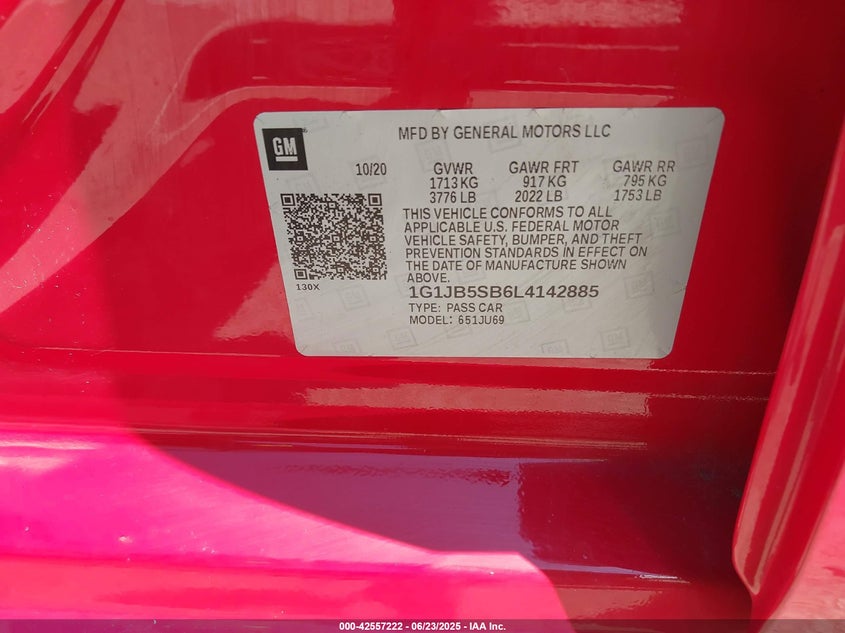 GM
MFD BY GENERAL MOTORS LLC
10/20 GVWR GAWR FRT GAWR RR
1713 KG 917 KG 795 KG
3776 LB 2022 LB 1753 LB
THIS VEHICLE CONFORMS TO ALL
APPLICABLE U.S. FEDERAL MOTOR
VEHICLE SAFETY, BUMPER, AND THEFT
PREVENTION STANDARDS IN EFFECT ON
THE DATE OF MANUFACTURE SHOWN
ABOVE.
130X
1G1JB5SB6L4142885
TYPE: PASS CAR
MODEL: 651JU69
000-42557222 - 06/23/2025 - IAA Inc.